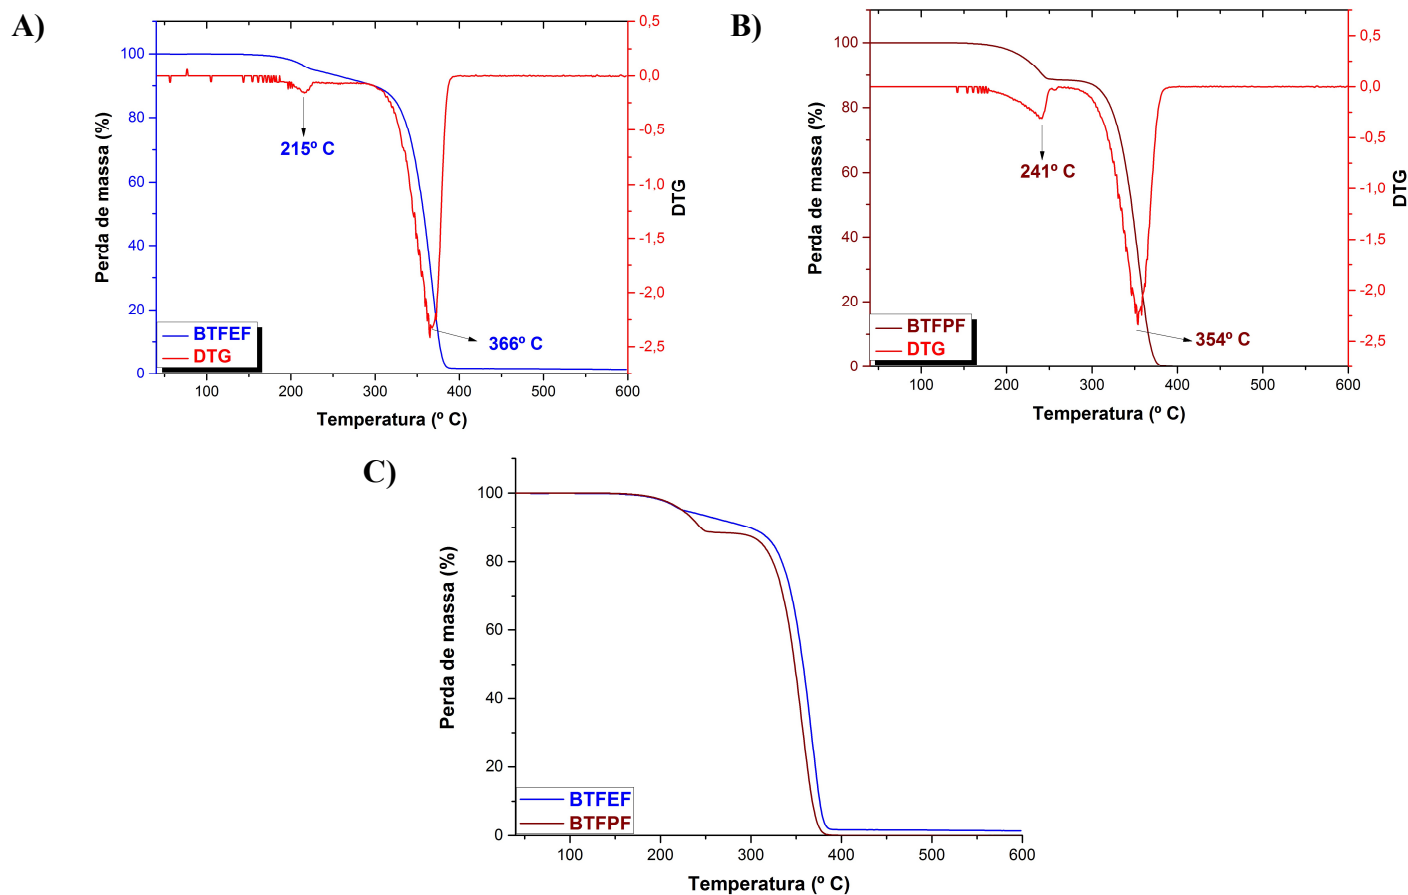 A)
Perda de massa (%)
100
80
60
40
20
0
0,5
0,0
-0,5
-1,0
-1,5
-2,0
-2,5
DTG
215º C
366º C
BTFEF
DTG
100
200
300
400
500
600
Temperatura (º C)
B)
Perda de massa (%)
100
80
60
40
20
0
0,5
0,0
-0,5
-1,0
-1,5
-2,0
-2,5
DTG
241º C
354º C
BTFPF
DTG
100
200
300
400
500
600
Temperatura (º C)
C)
Perda de massa (%)
100
80
60
40
20
0
BTFEF
BTFPF
100
200
300
400
500
600
Temperatura (º C)